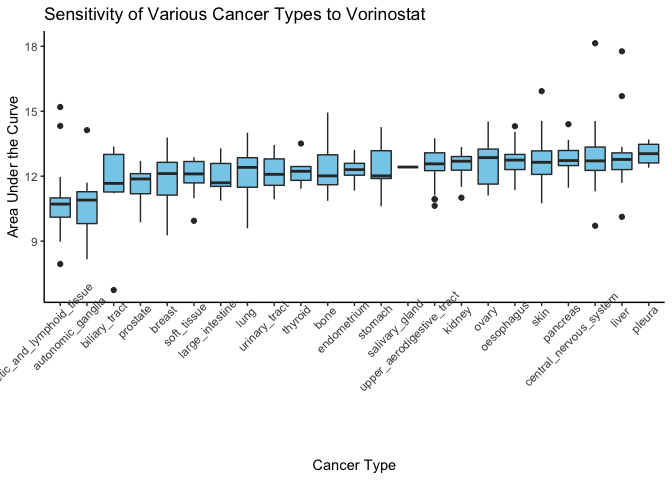 Sensitivity of Various Cancer Types to Vorinostat
Area Under the Curve
18
15
12
9
etic_and_lymphoid_tissue
autonomic_ganglia
biliary_tract
prostate
breast
soft_tissue
large_intestine
lung
urinary_tract
thyroid
bone
endometrium
stomach
salivary_gland
upper_aerodigestive_tract
kidney
ovary
oesophagus
skin
pancreas
central_nervous_system
liver
pleura
Cancer Type